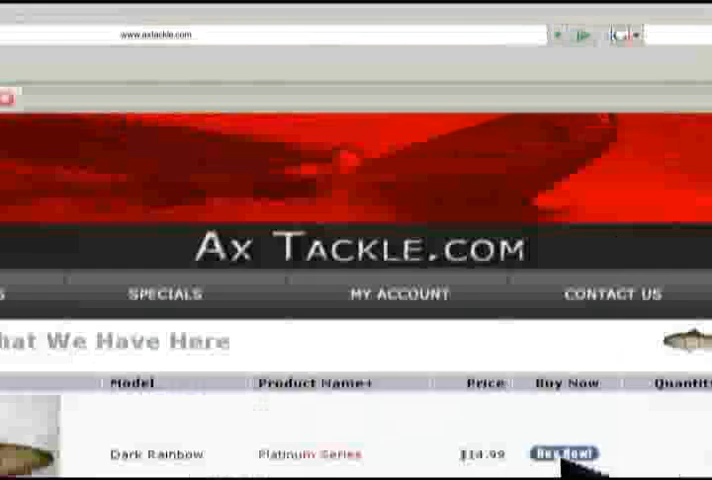 www.axtackle.com
AX TACKLE.COM
SPECIALS MY ACCOUNT CONTACT US
hat We Have Here
Model Product Name+ Price Buy Now Quantity
Dark Rainbow Platinum Series $14.99 Buy Now!